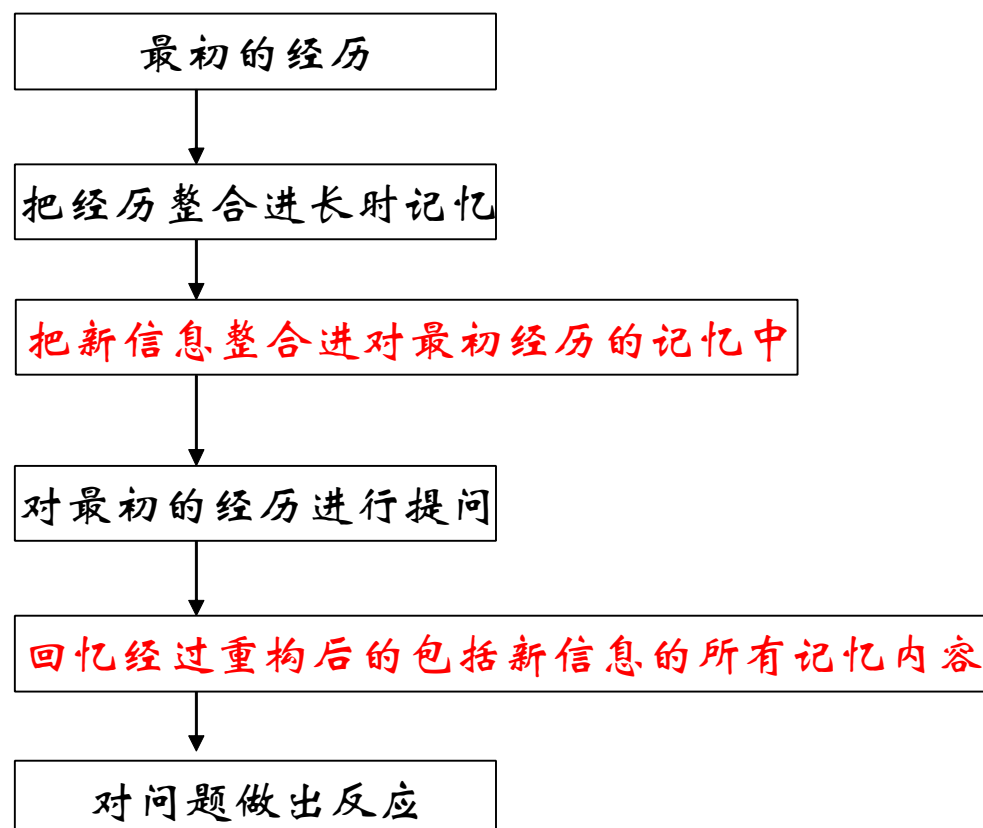 最初的经历
把经历整合进长时记忆
把新信息整合进对最初经历的记忆中
对最初的经历进行提问
回忆经过重构后的包括新信息的所有记忆内容
对问题做出反应